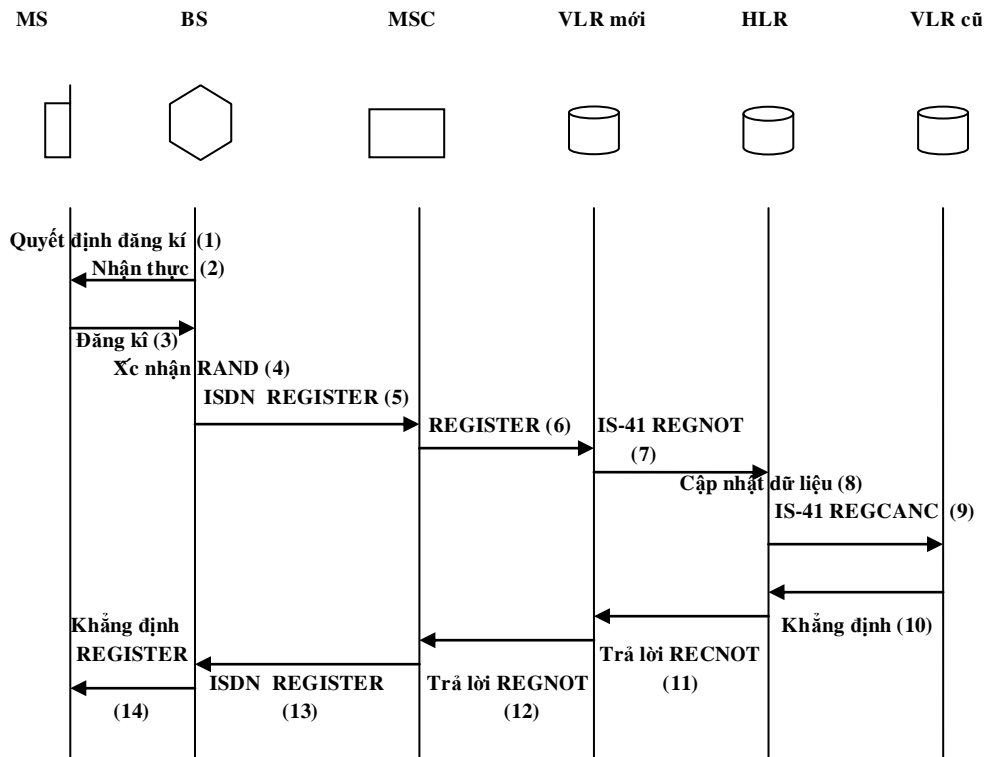 MS BS MSC VLR mới HLR VLR cũ
Quyết định đăng kí (1)
Nhận thực (2)
Đăng kî (3)
Xc nhận RAND (4)
ISDN REGISTER (5)
REGISTER (6) IS-41 REGNOT
(7)
Cập nhật dữ liệu (8)
IS-41 REGCANC (9)
Khẳng định
REGISTER
Khẳng định (10)
Trả lời RECNOT
(11)
Trả lời REGNOT
(12)
ISDN REGISTER
(13)
(14)